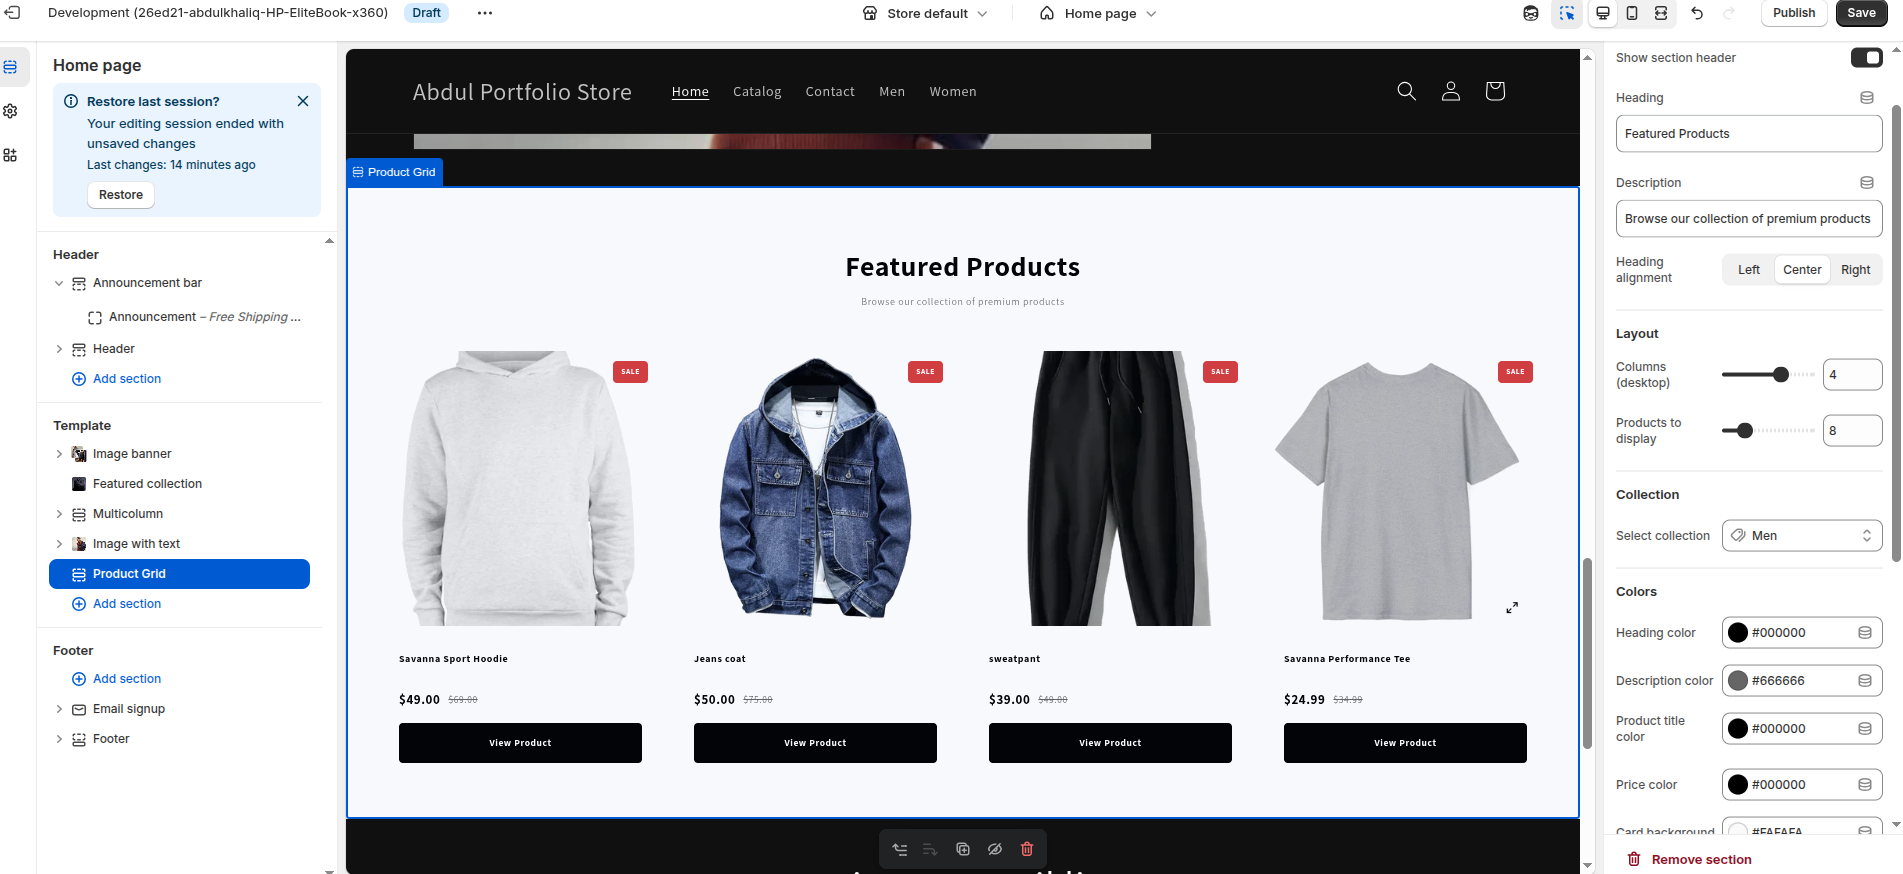 Development (26ed21-abdulkhaliq-HP-EliteBook-x360) Draft
Store default
Home page
Publish
Save
Home page
Restore last session?
Your editing session ended with
unsaved changes
Last changes: 14 minutes ago
Restore
Header
Announcement bar
Announcement – Free Shipping ...
Header
Add section
Template
Image banner
Featured collection
Multicolumn
Image with text
Product Grid
Add section
Footer
Add section
Email signup
Footer
Abdul Portfolio Store
Home Catalog Contact Men Women
Product Grid
Featured Products
Browse our collection of premium products
SALE SALE SALE SALE
Savanna Sport Hoodie Jeans coat sweatpant Savanna Performance Tee
$49.00 $69.00 $50.00 $75.00 $39.00 $49.00 $24.99 $34.99
View Product View Product View Product View Product
Show section header
Heading
Featured Products
Description
Browse our collection of premium products
Heading
alignment
Left Center Right
Layout
Columns
(desktop)
4
Products to
display
8
Collection
Select collection Men
Colors
Heading color #000000
Description color #666666
Product title
color
#000000
Price color #000000
Card background #FAFAFA
Remove section